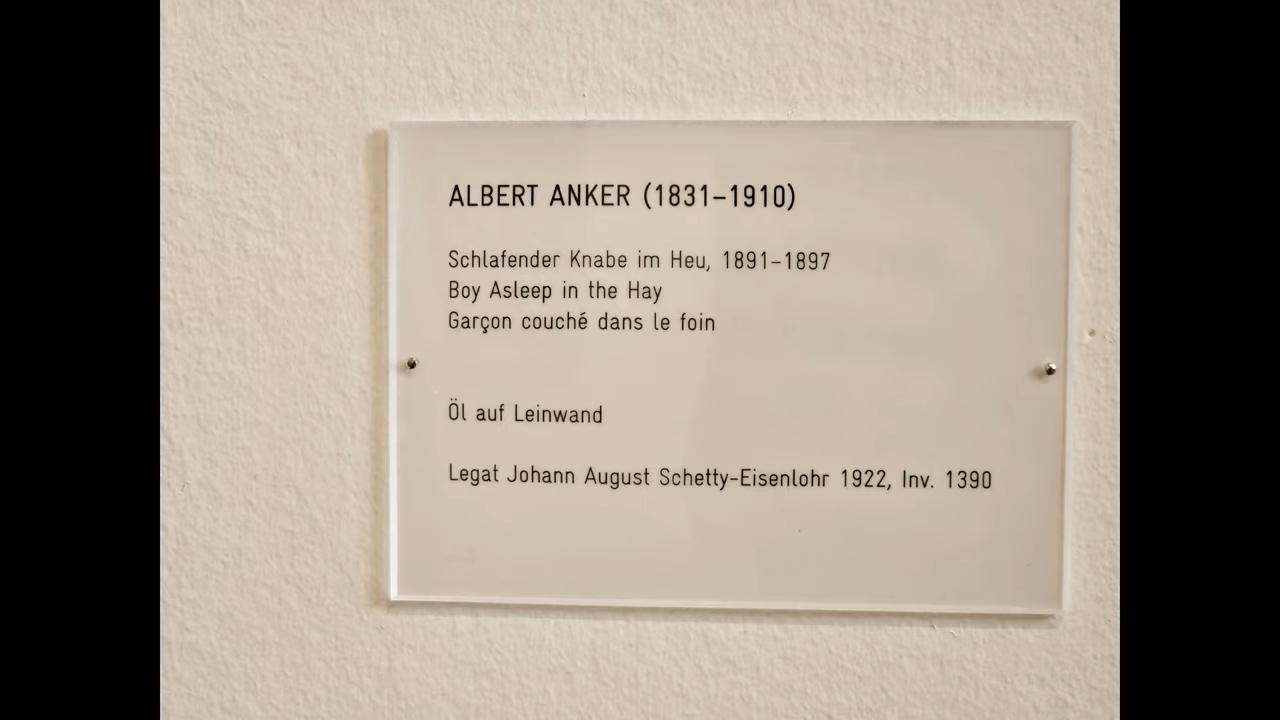 ALBERT ANKER (1831–1910)
Schlafender Knabe im Heu, 1891–1897
Boy Asleep in the Hay
Garçon couché dans le foin
Öl auf Leinwand
Legat Johann August Schetty-Eisenlohr 1922, Inv. 1390